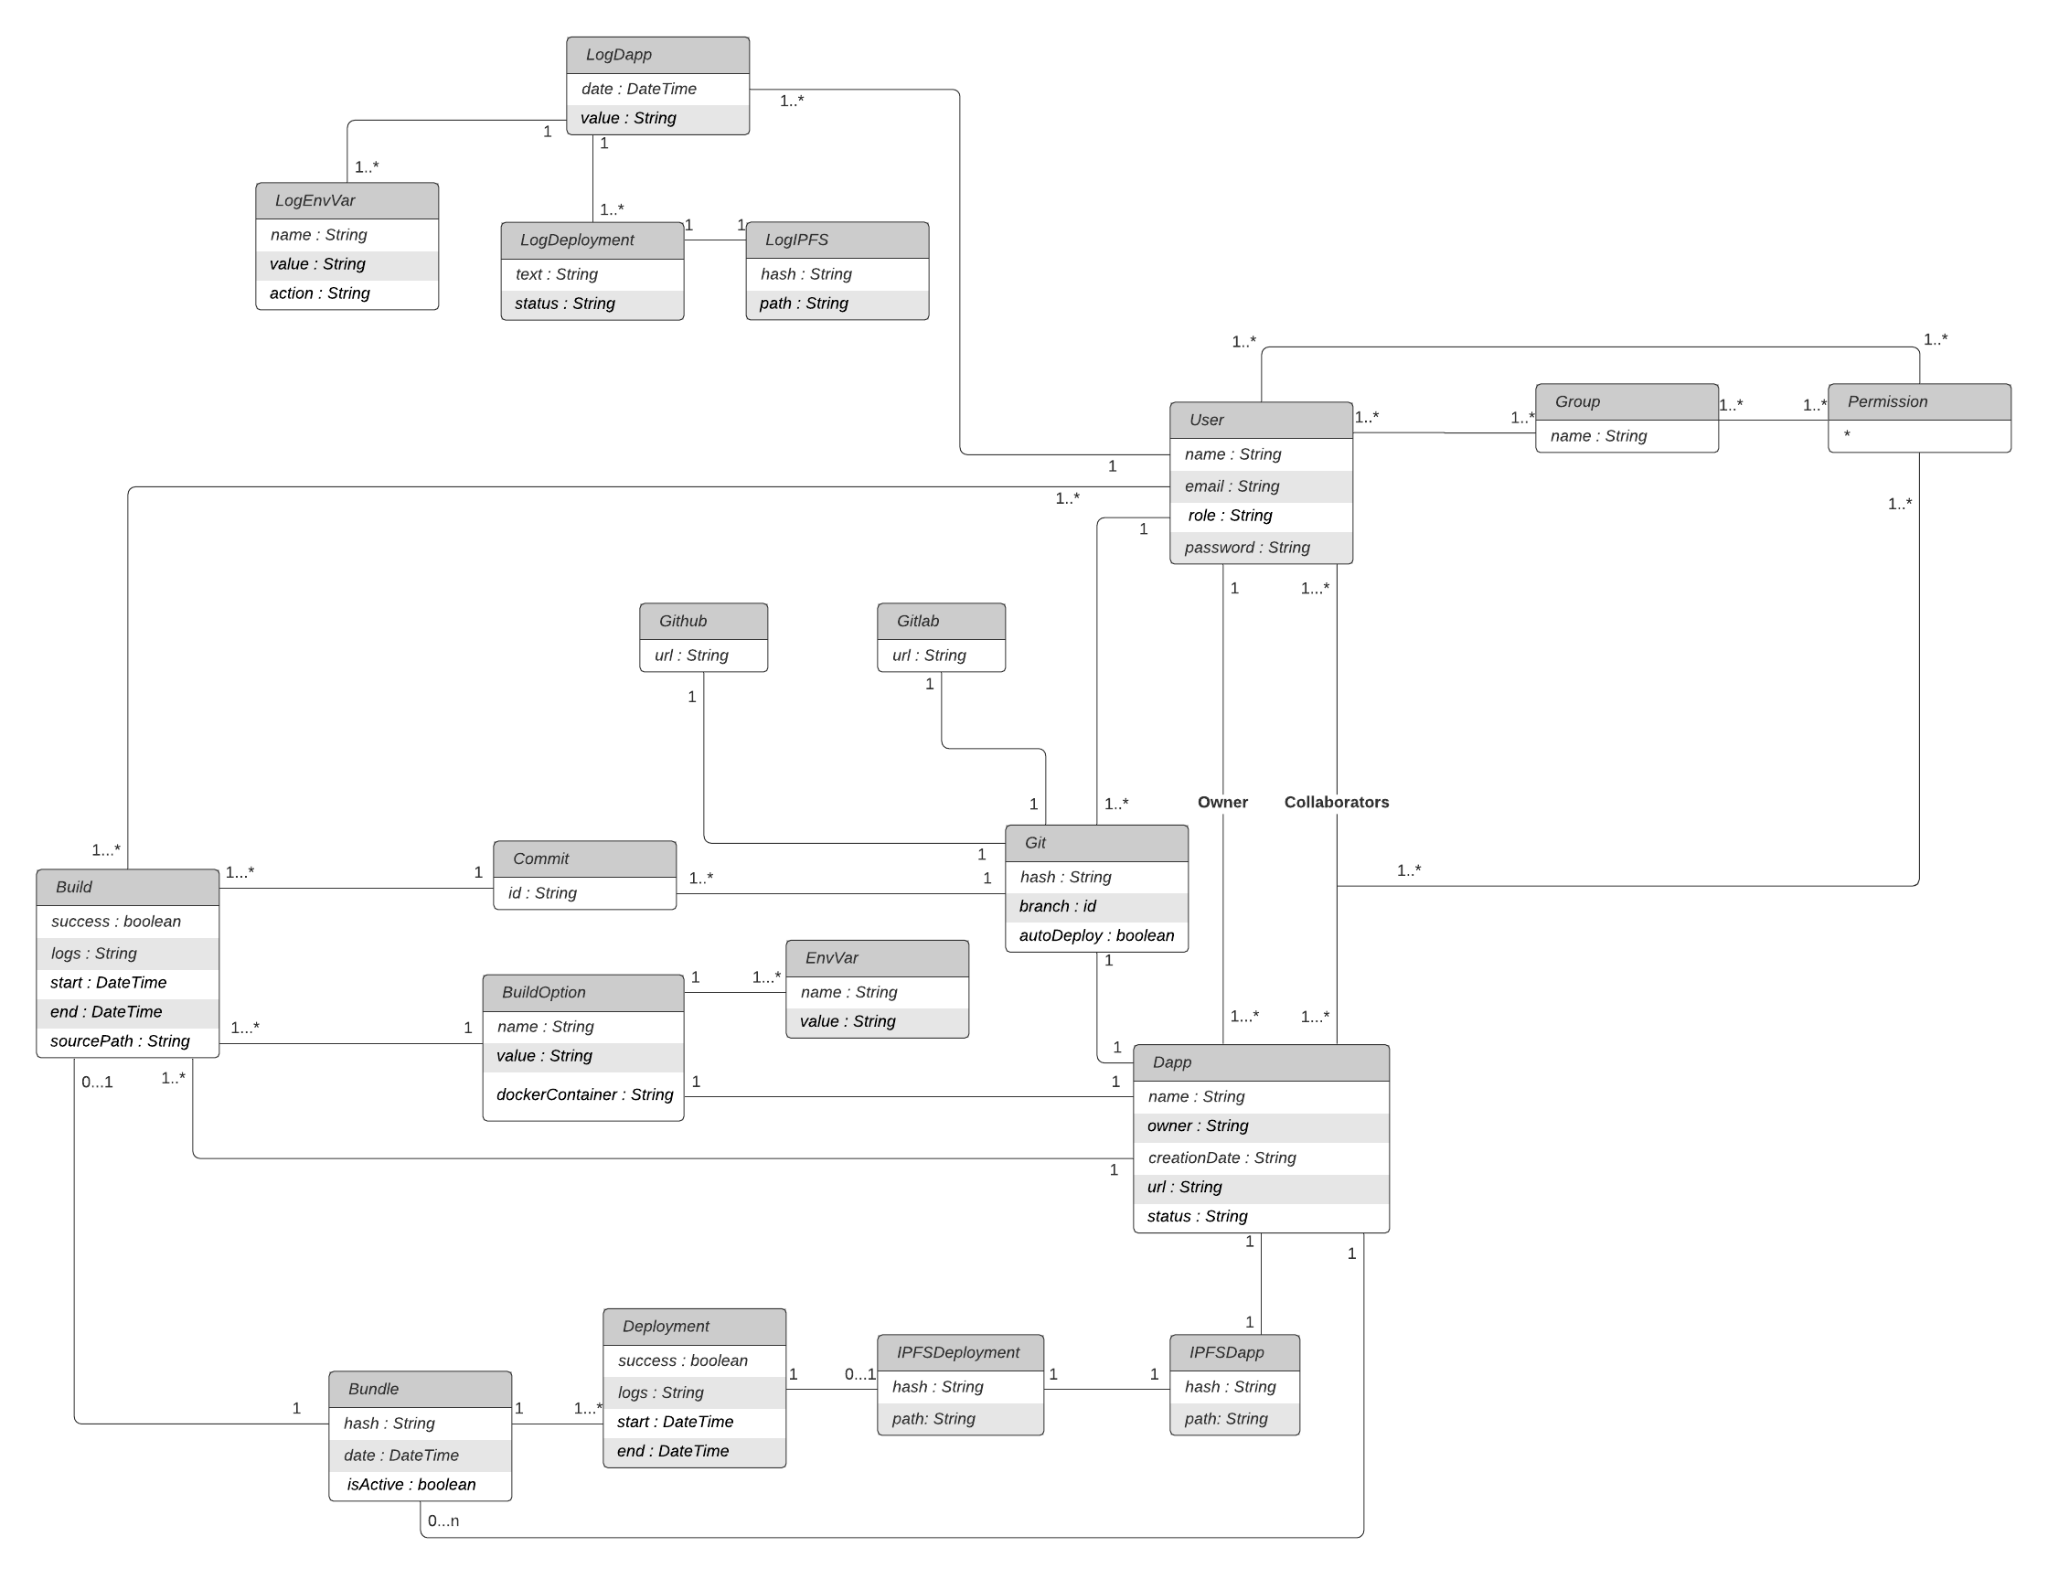 LogDapp
date : DateTime
value : String
1..*
1
1
1..*
1..*
LogEnvVar
name : String
value : String
action : String
LogDeployment
text : String
status : String
1
1
LogIPFS
hash : String
path : String
1..*
1..*
User
name : String
email : String
role : String
password : String
1..*
1..*
Group
name : String
1..*
1..*
Permission
*
1
1..*
1
1..*
1
1...*
Github
url : String
Gitlab
url : String
1
1
Owner
Collaborators
1
1..*
Git
hash : String
branch : id
autoDeploy : boolean
1
1
1..*
1..*
1...*
Build
success : boolean
logs : String
start : DateTime
end : DateTime
sourcePath : String
1...*
1
Commit
id : String
1..*
1
EnvVar
name : String
value : String
BuildOption
name : String
value : String
dockerContainer : String
1
1...*
1...*
1
1
1...*
1...*
Dapp
name : String
owner : String
creationDate : String
url : String
status : String
0...1
1..*
1
1
1
1
1
1
Deployment
success : boolean
logs : String
start : DateTime
end : DateTime
1
0...1
IPFSDeployment
hash : String
path: String
1
1
IPFSDapp
hash : String
path: String
1
Bundle
hash : String
date : DateTime
isActive : boolean
1
1...*
0...n